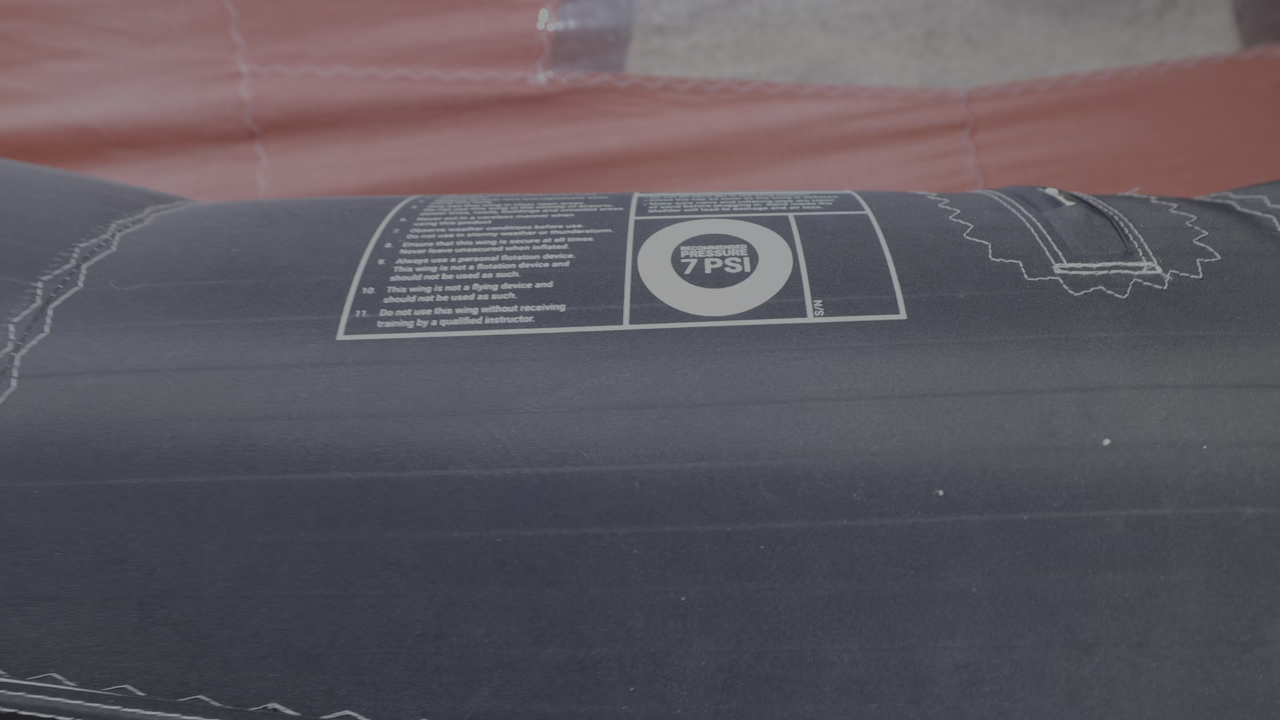 7. Observe weather conditions before use.
Do not use in stormy weather or thunderstorm.
8. Ensure that this wing is secure at all times.
Never leave unsecured when inflated.
9. Always use a personal flotation device.
This wing is not a flotation device and
should not be used as such.
10. This wing is not a flying device and
should not be used as such.
11. Do not use this wing without receiving
training by a qualified instructor.
RECOMMENDED
PRESSURE
7 PSI
S/N